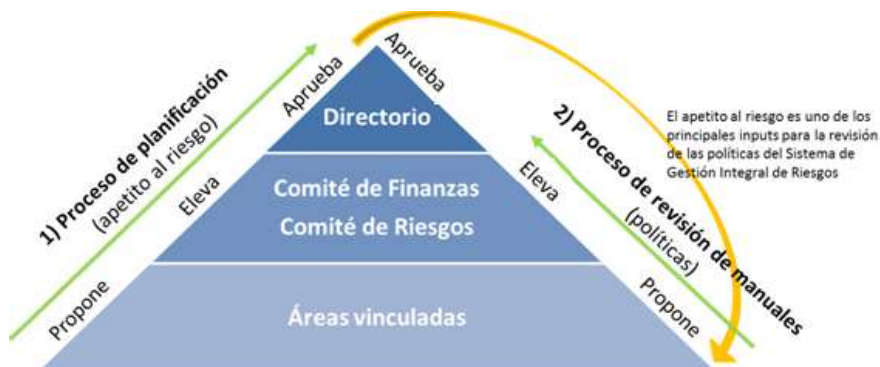 1) Proceso de planificación
(apetito al riesgo)
Propone
Eleva
Aprueba
Directorio
Comité de Finanzas
Comité de Riesgos
Áreas vinculadas
Aprueba
Eleva
Propone
2) Proceso de revisión de manuales
(políticas)
El apetito al riesgo es uno de los
principales inputs para la revisión
de las políticas del Sistema de
Gestión Integral de Riesgos